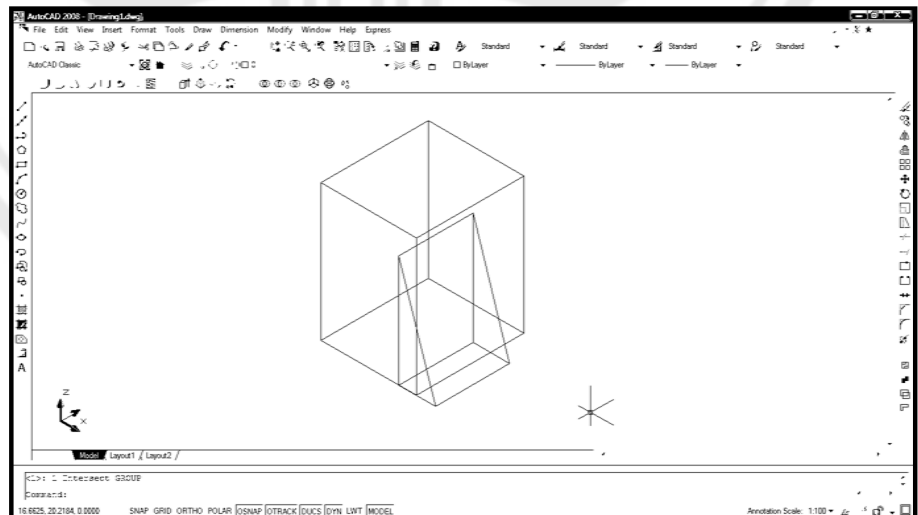 AutoCAD 2008 - [Drawing1.dwg]
File Edit View Insert Format Tools Draw Dimension Modify Window Help Express
Standard Standard Standard Standard
AutoCAD Classic ByLayer ByLayer ByLayer
Z
X
A
Model Layout1 Layout2
<1>: 1 Intersect GROUP
Command:
16.6625, 20.2184, 0.0000 SNAP GRID ORTHO POLAR OSNAP OTRACK DUCS DYN LWT MODEL Annotation Scale: 1:100